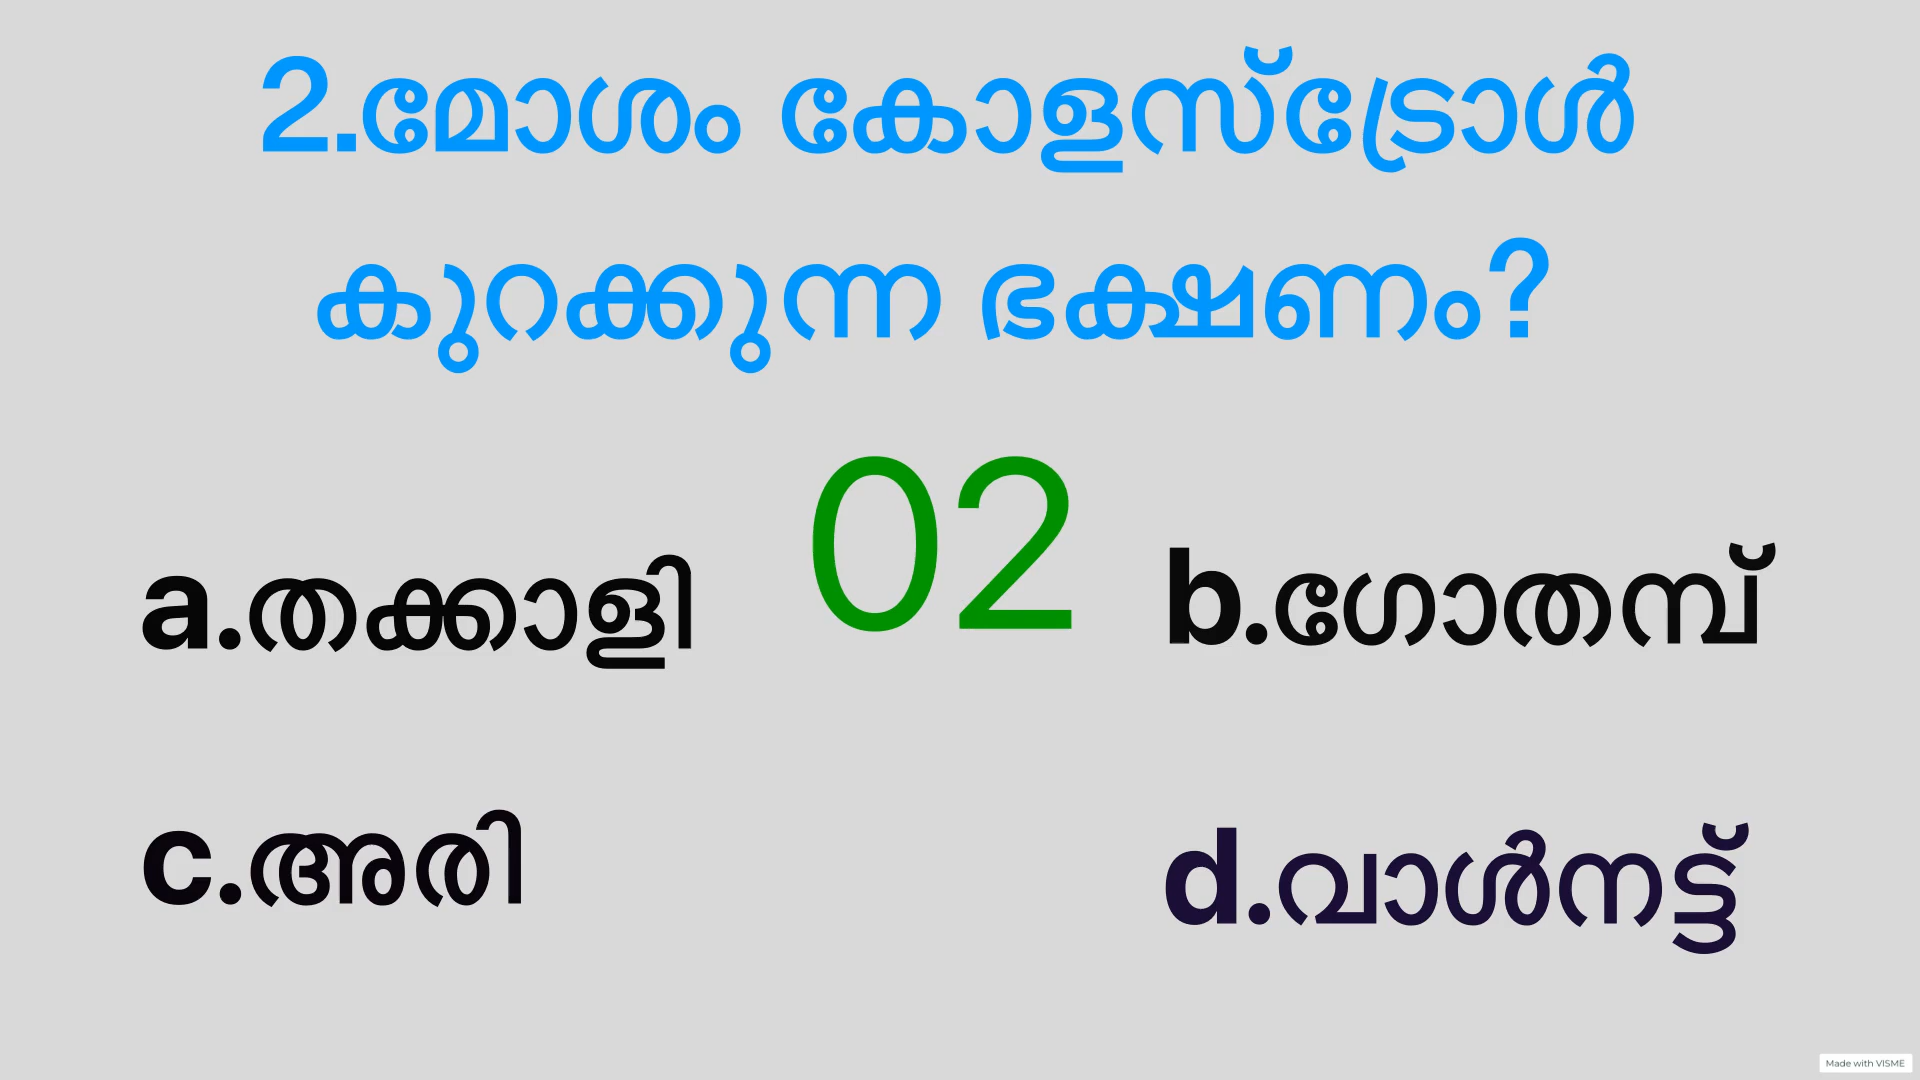 2.മോശം കോളസ്ട്രോൾ
കുറക്കുന്ന ഭക്ഷണം?
02
a.തക്കാളി
b.ഗോതമ്പ്
c.അരി
d.വാൾനട്ട്
Made with VISME